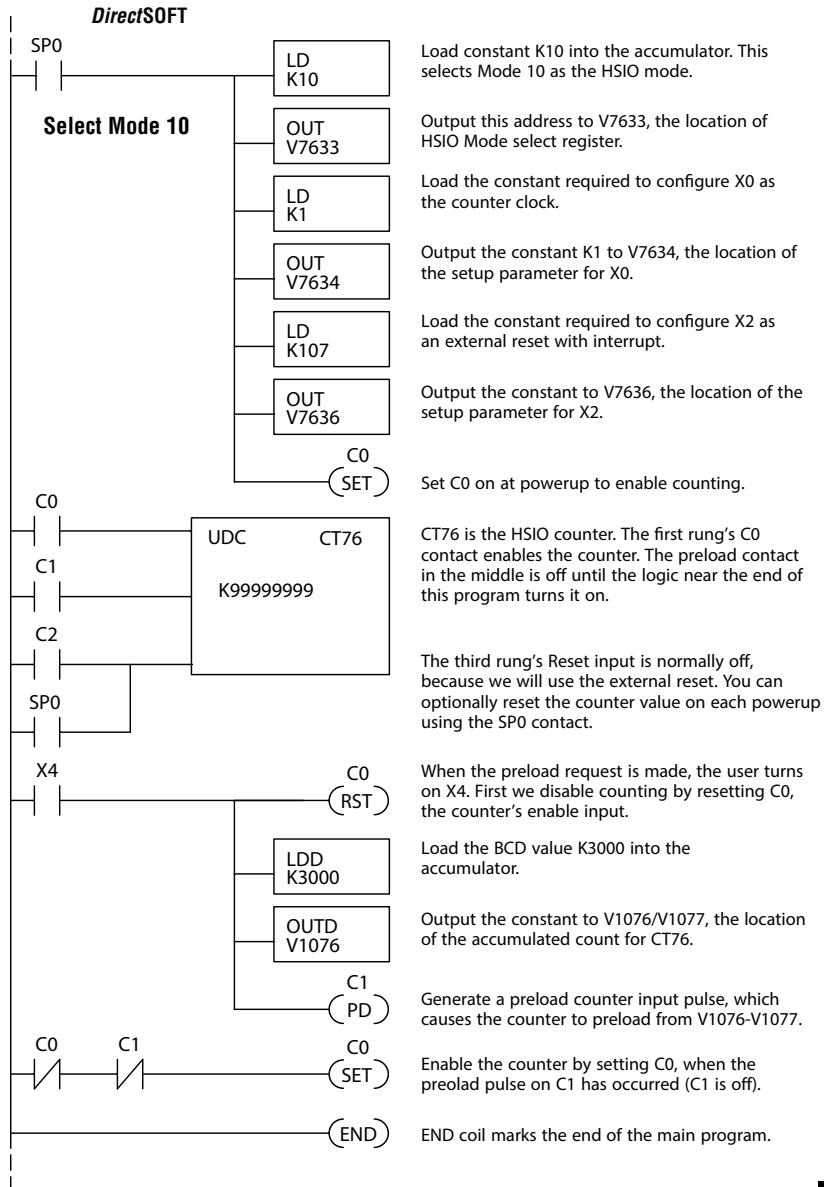 DirectSOFT
SP0
LD
K10
Load constant K10 into the accumulator. This
selects Mode 10 as the HSIO mode.
Select Mode 10
OUT
V7633
Output this address to V7633, the location of
HSIO Mode select register.
LD
K1
Load the constant required to configure X0 as
the counter clock.
OUT
V7634
Output the constant K1 to V7634, the location of
the setup parameter for X0.
LD
K107
Load the constant required to configure X2 as
an external reset with interrupt.
OUT
V7636
Output the constant to V7636, the location of the
setup parameter for X2.
C0
SET
Set C0 on at powerup to enable counting.
C0
UDC CT76
K99999999
CT76 is the HSIO counter. The first rung's C0
contact enables the counter. The preload contact
in the middle is off until the logic near the end of
this program turns it on.
C1
C2
SP0
The third rung's Reset input is normally off,
because we will use the external reset. You can
optionally reset the counter value on each powerup
using the SP0 contact.
X4
C0
RST
When the preload request is made, the user turns
on X4. First we disable counting by resetting C0,
the counter's enable input.
LDD
K3000
Load the BCD value K3000 into the
accumulator.
OUTD
V1076
Output the constant to V1076/V1077, the location
of the accumulated count for CT76.
C1
PD
Generate a preload counter input pulse, which
causes the counter to preload from V1076-V1077.
C0 C1 C0
SET
Enable the counter by setting C0, when the
preolad pulse on C1 has occurred (C1 is off).
END
END coil marks the end of the main program.